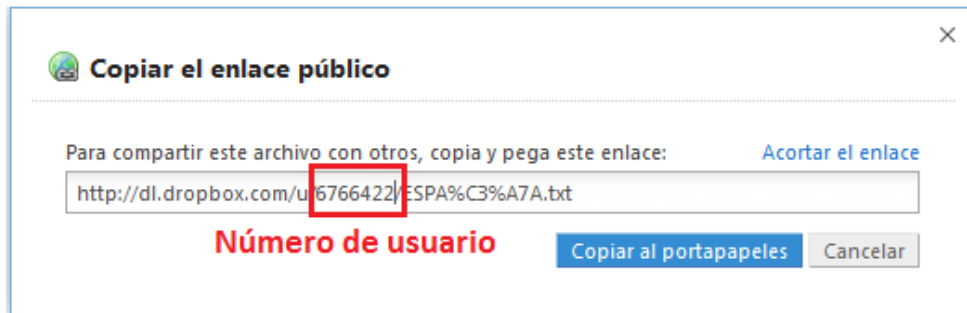 Copiar el enlace público
Para compartir este archivo con otros, copia y pega este enlace: Acortar el enlace
http://dl.dropbox.com/u/6766422/ESPA%C3%A7A.txt
Número de usuario
Copiar al portapapeles Cancelar